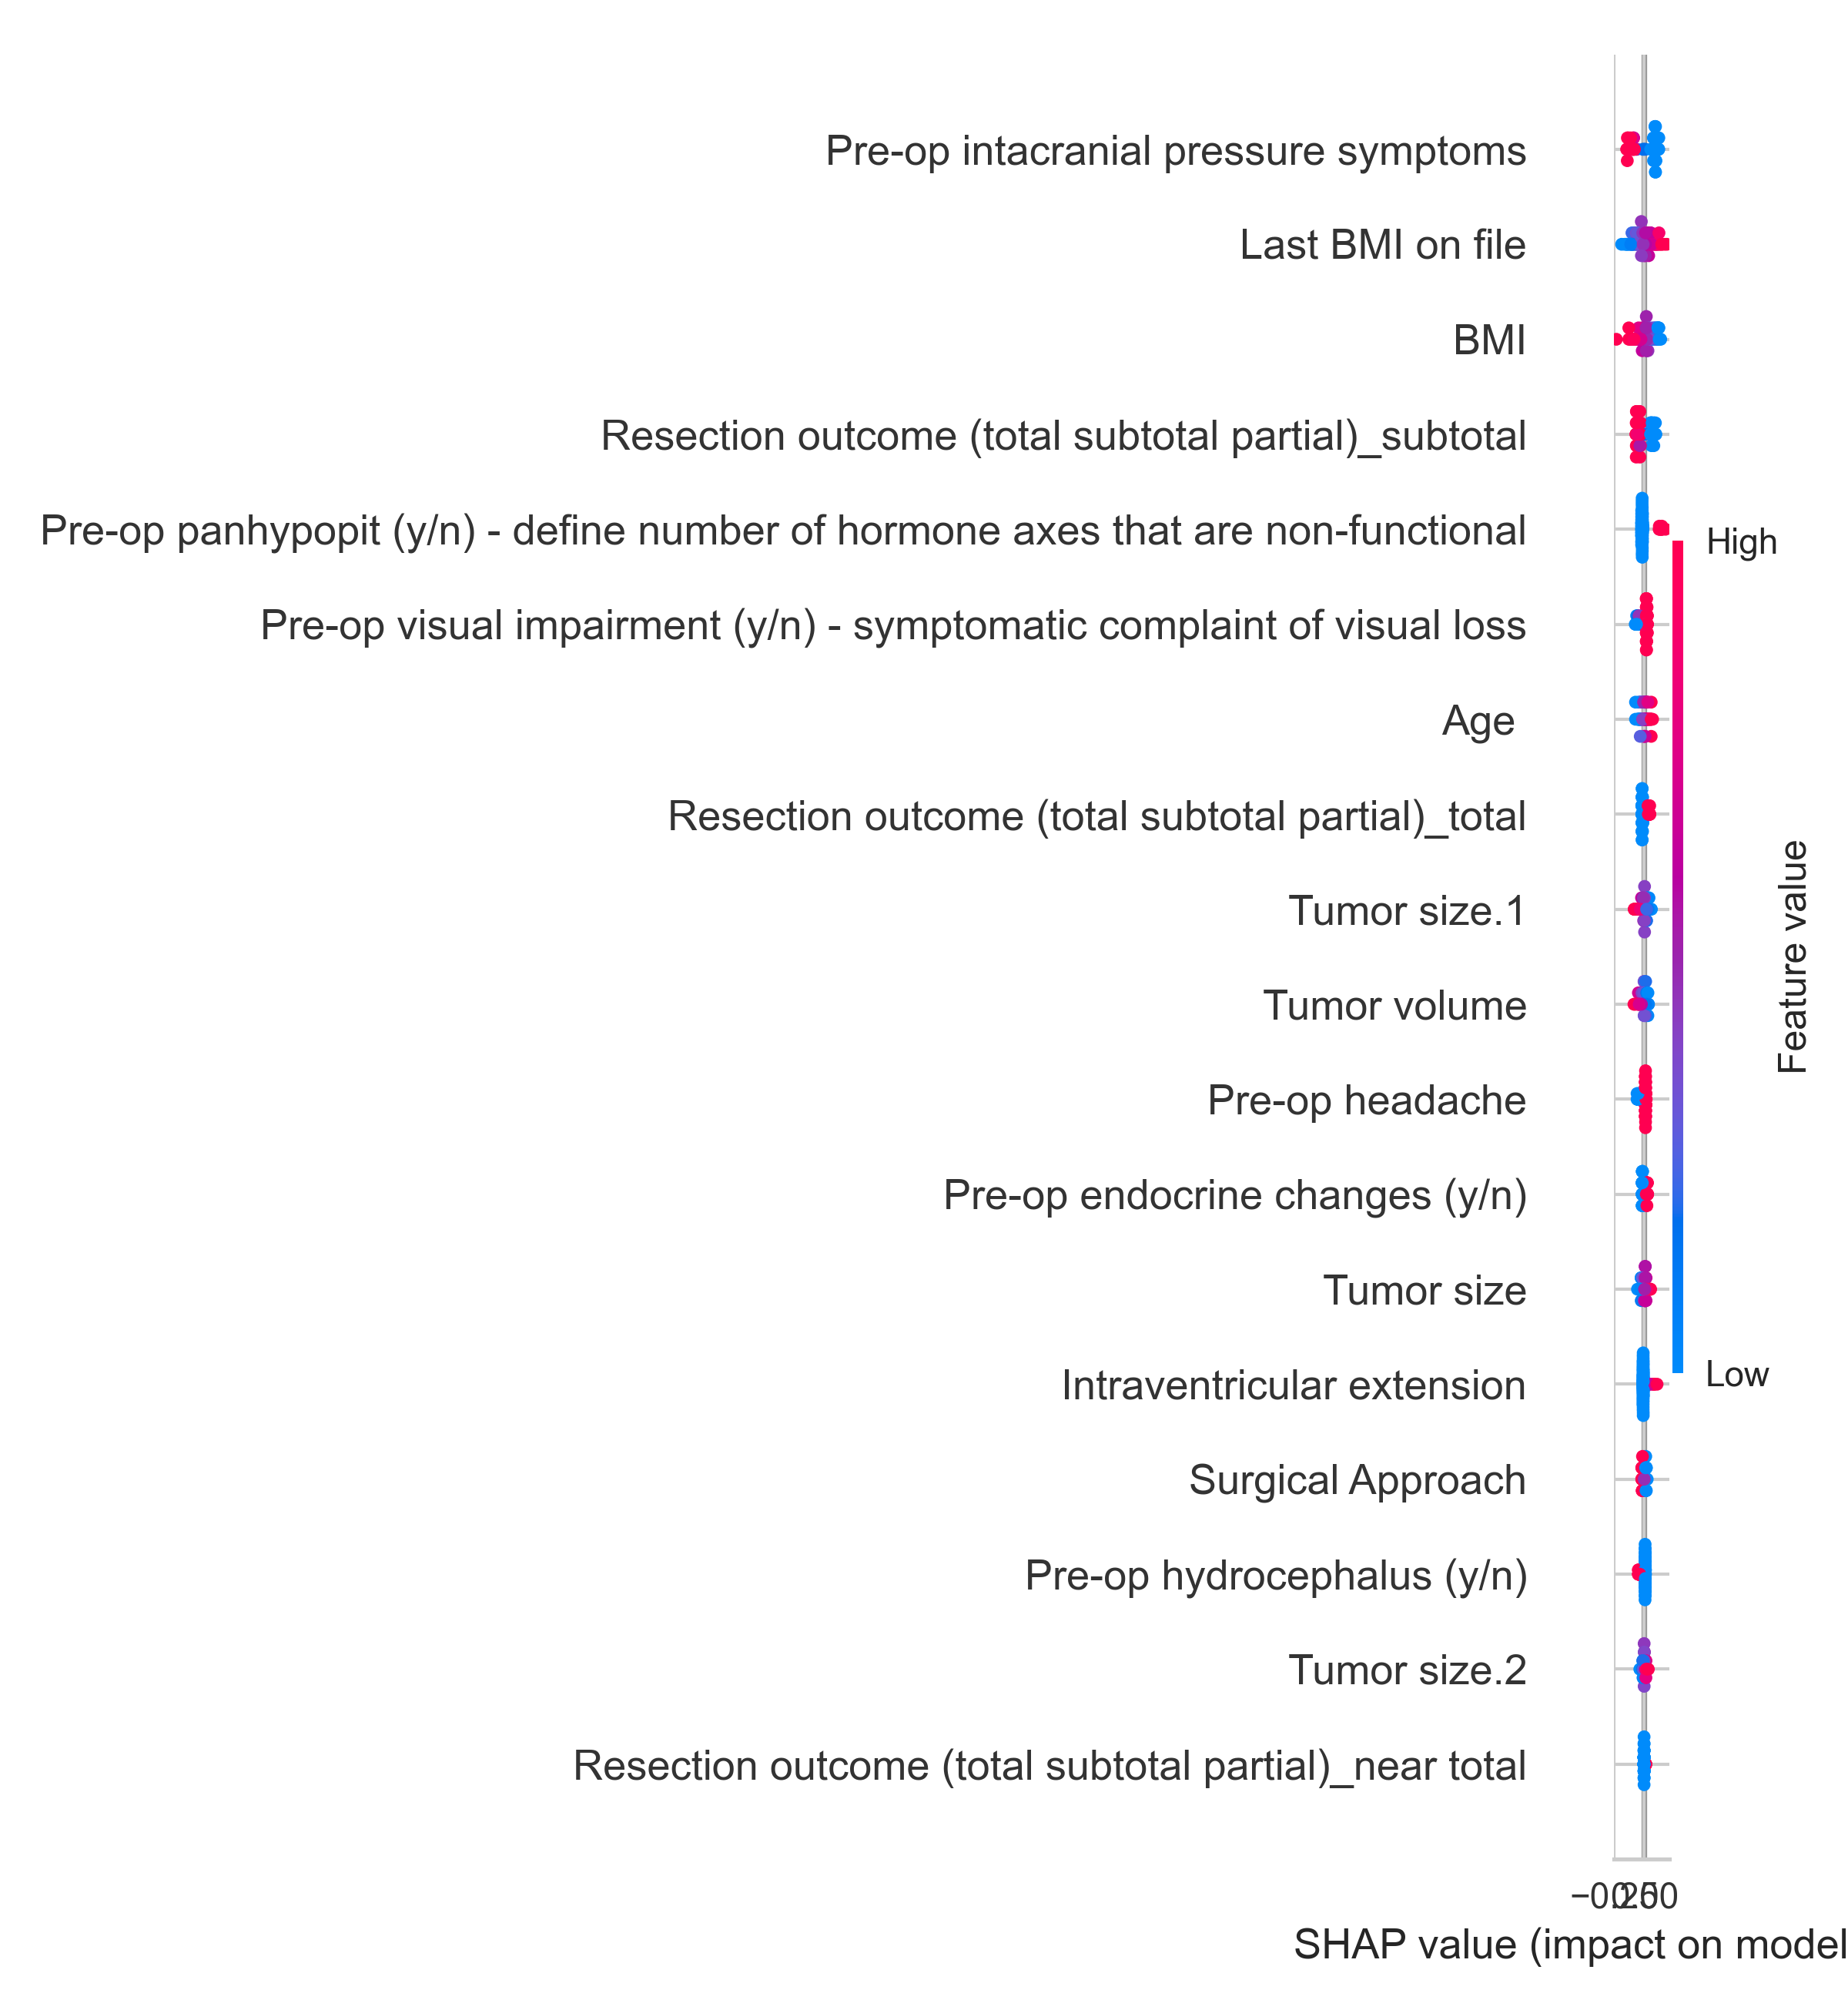 Pre-op intacranial pressure symptoms
Last BMI on file
BMI
Resection outcome (total subtotal partial)_subtotal
Pre-op panhypopit (y/n) - define number of hormone axes that are non-functional
High
Pre-op visual impairment (y/n) - symptomatic complaint of visual loss
Age
Resection outcome (total subtotal partial)_total
Feature value
Tumor size.1
Tumor volume
Pre-op headache
Pre-op endocrine changes (y/n)
Tumor size
Intraventricular extension
Low
Surgical Approach
Pre-op hydrocephalus (y/n)
Tumor size.2
Resection outcome (total subtotal partial)_near total
SHAP value (impact on model